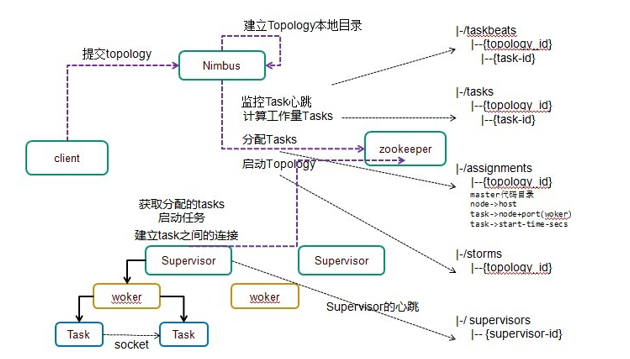 建立Topology本地目录
提交topology
Nimbus
client
监控Task心跳
计算工作量Tasks
分配Tasks
启动Topology
zookeeper
获取分配的tasks
启动任务
建立task之间的连接
Supervisor
Supervisor
woker
woker
Task
Task
socket
Supervisor的心跳
|-/taskbeats
|--{topology_id}
|--{task-id}
|-/tasks
|--{topology_id}
|--{task-id}
|-/assignments
|--{topology_id}
master代码目录
node->host
task->node+port(woker)
task->start-time-secs
|-/storms
|--{topology_id}
|-/ supervisors
|-- {supervisor-id}